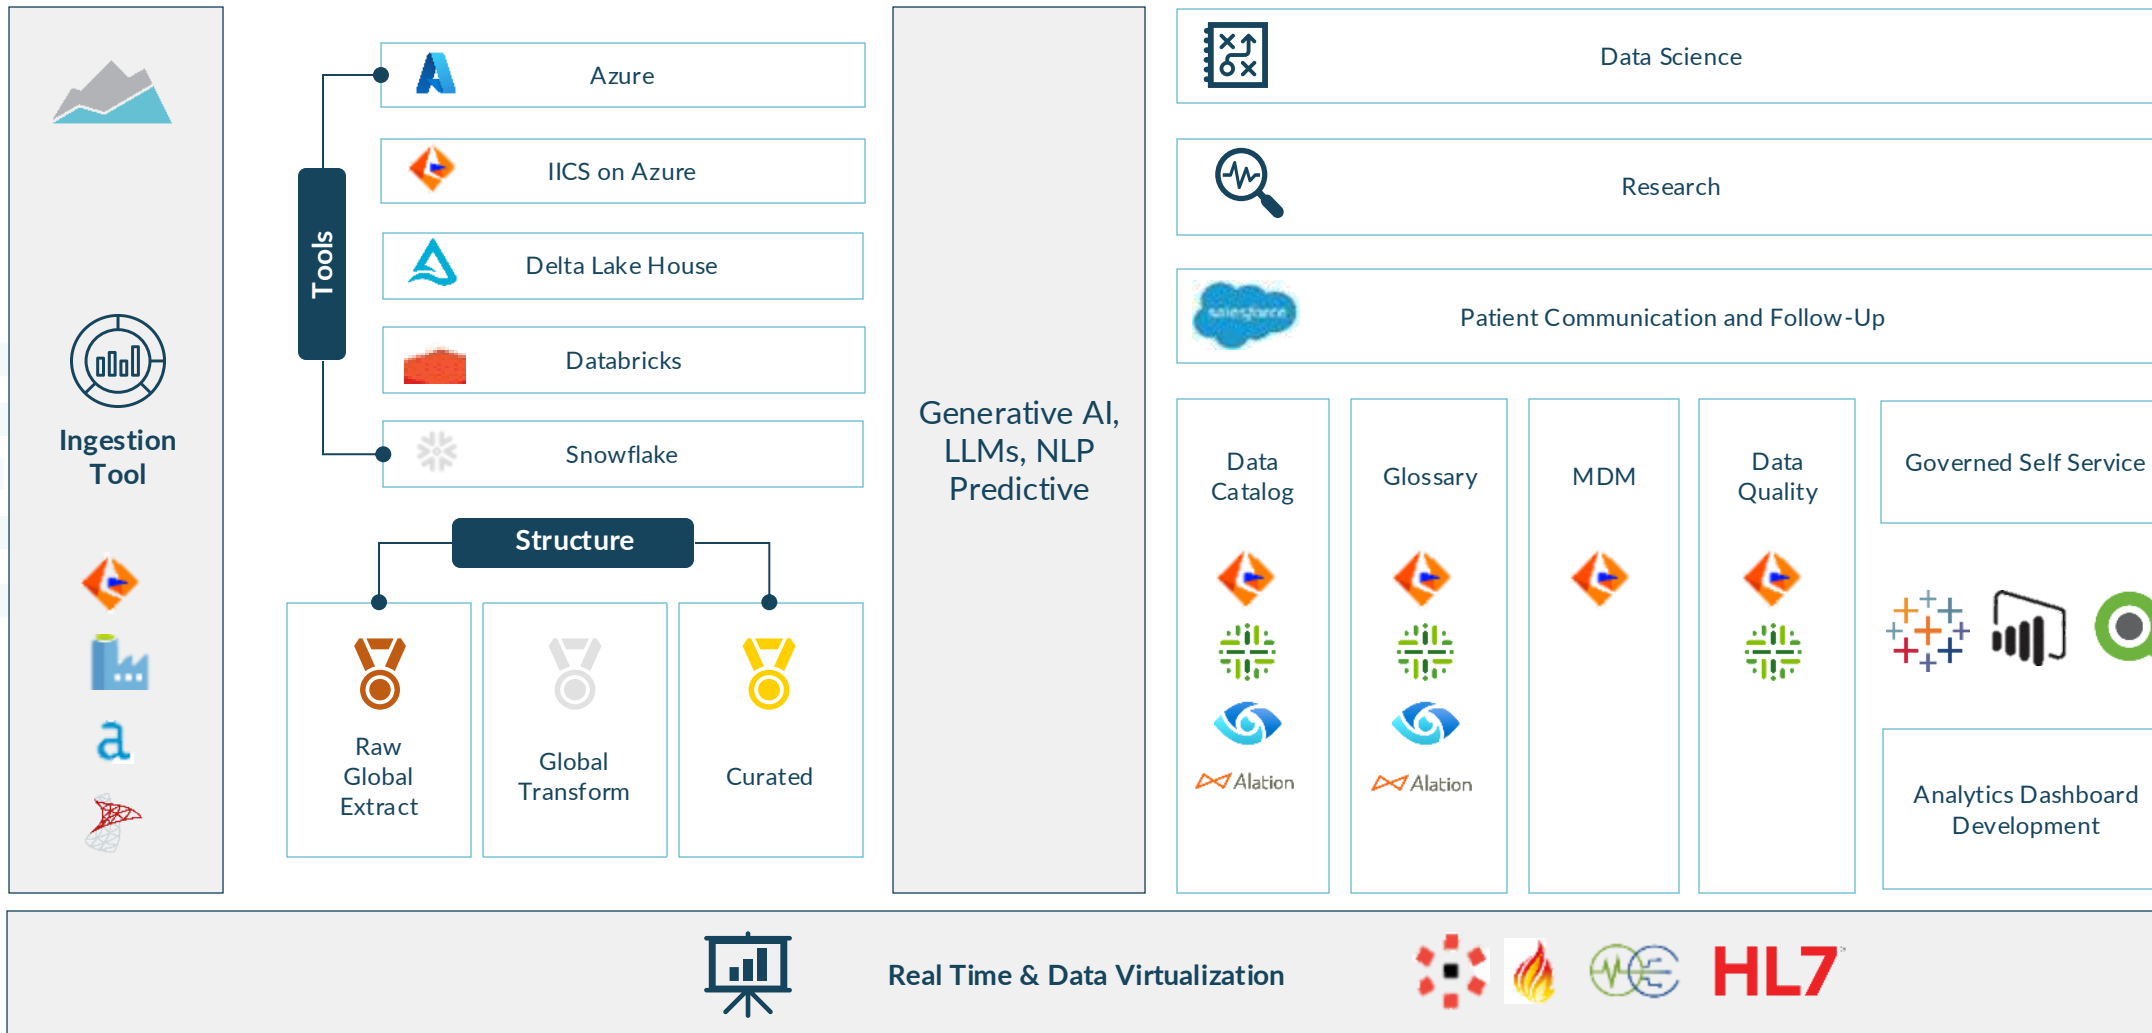 Ingestion
Tool
Tools
Azure
IICS on Azure
Delta Lake House
Databricks
Snowflake
Structure
Raw
Global
Extract
Global
Transform
Curated
Generative AI,
LLMs, NLP
Predictive
Data Science
Research
salesforce
Patient Communication and Follow-Up
Data
Catalog
Alation
Glossary
Alation
MDM
Data
Quality
Governed Self Service
Analytics Dashboard
Development
Real Time & Data Virtualization
HL7